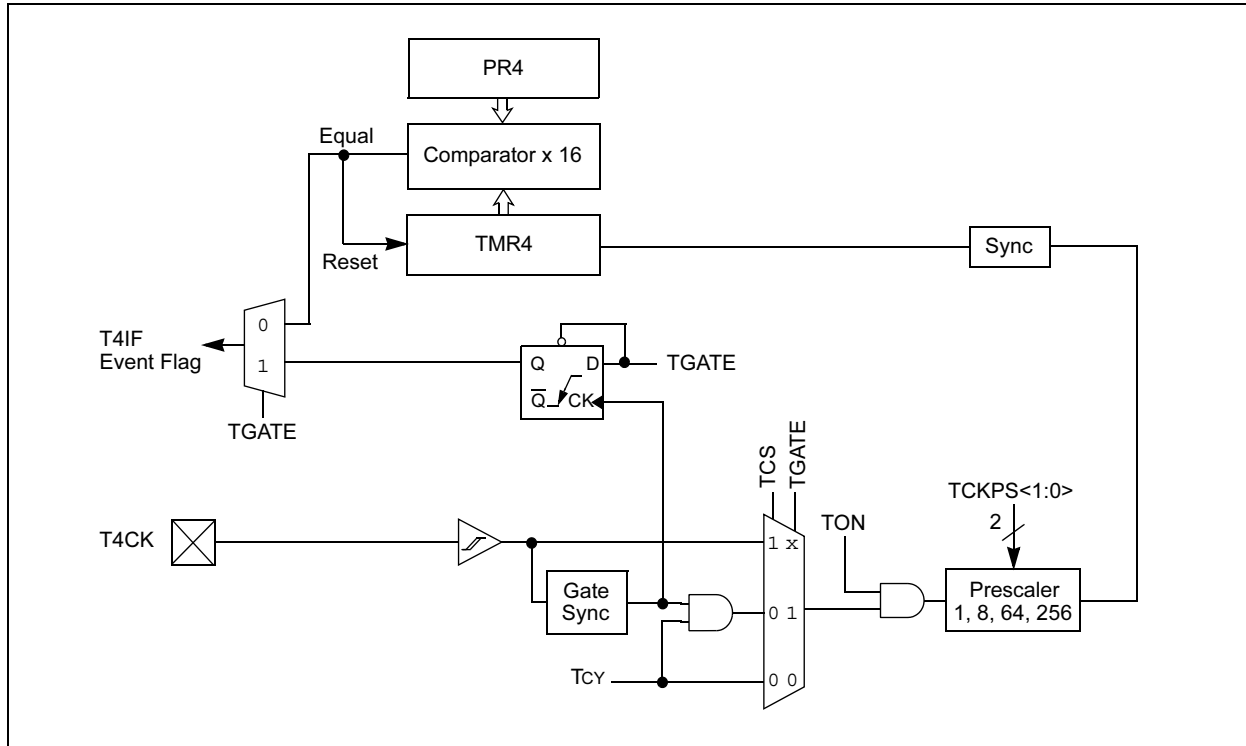 PR4
Equal
Comparator x 16
TMR4
Sync
Reset
T4IF
Event Flag
0
1
TGATE
Q
D
TGATE
Q
CK
TCS
TGATE
TCKPS<1:0>
2
TON
T4CK
1 x
Gate
Sync
0 1
Prescaler
1, 8, 64, 256
TCY
0 0